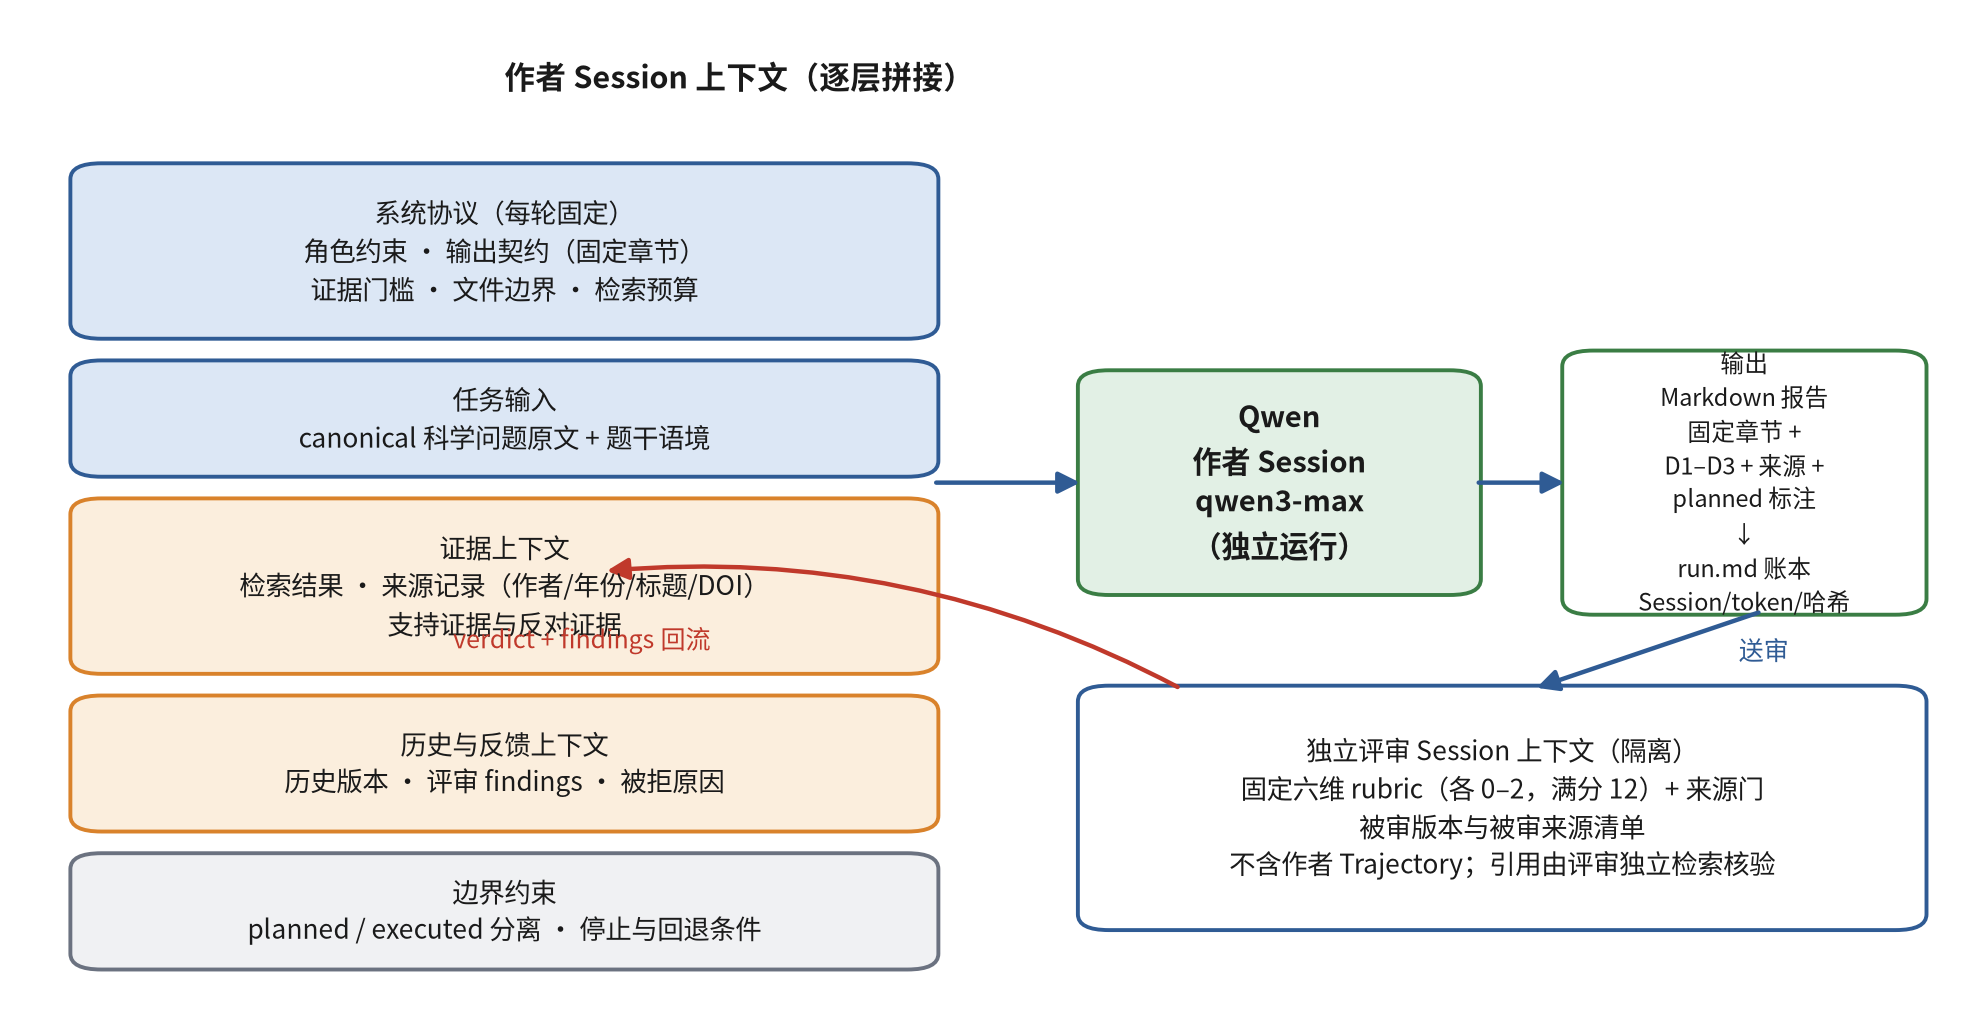 作者 Session 上下文（逐层拼接）
系统协议（每轮固定）
角色约束 · 输出契约（固定章节）
证据门槛 · 文件边界 · 检索预算
任务输入
canonical 科学问题原文 + 题干语境
证据上下文
检索结果 · 来源记录（作者/年份/标题/DOI）
支持证据与反对证据
verdict + findings 回流
历史与反馈上下文
历史版本 · 评审 findings · 被拒原因
边界约束
planned / executed 分离 · 停止与回退条件
Qwen
作者 Session
qwen3-max
（独立运行）
输出
Markdown 报告
固定章节 +
D1–D3 + 来源 +
planned 标注
↓
run.md 账本
Session/token/哈希
送审
独立评审 Session 上下文（隔离）
固定六维 rubric（各 0–2，满分 12）+ 来源门
被审版本与被审来源清单
不含作者 Trajectory；引用由评审独立检索核验